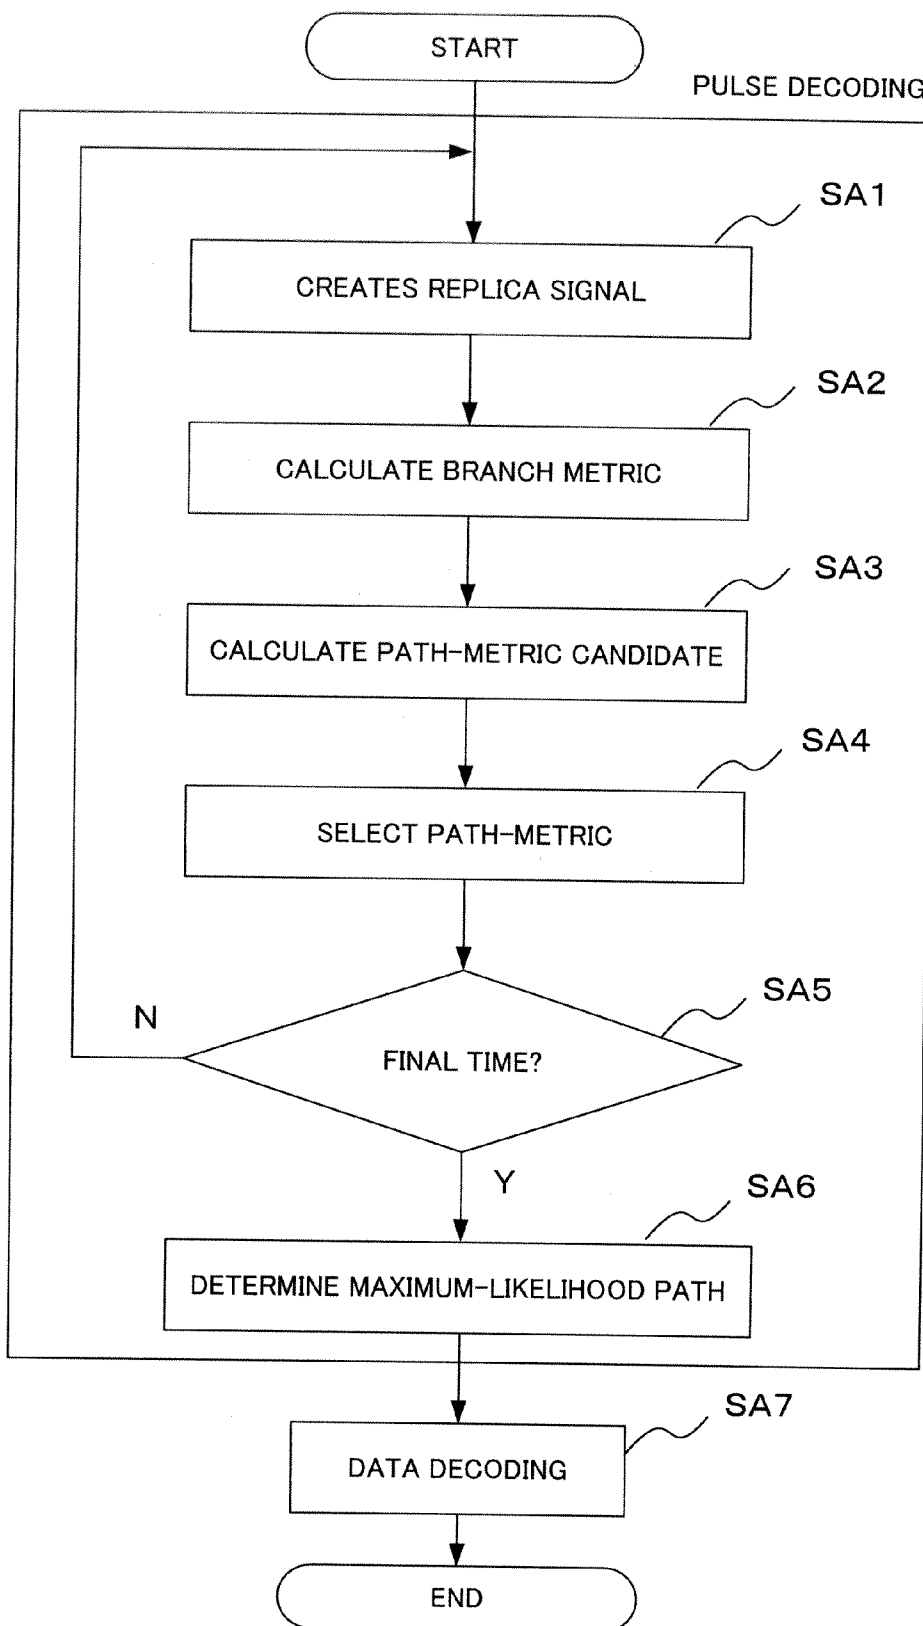 START
PULSE DECODING
SA1
CREATES REPLICA SIGNAL
SA2
CALCULATE BRANCH METRIC
SA3
CALCULATE PATH-METRIC CANDIDATE
SA4
SELECT PATH-METRIC
SA5
N
FINAL TIME?
Y
SA6
DETERMINE MAXIMUM-LIKELIHOOD PATH
SA7
DATA DECODING
END